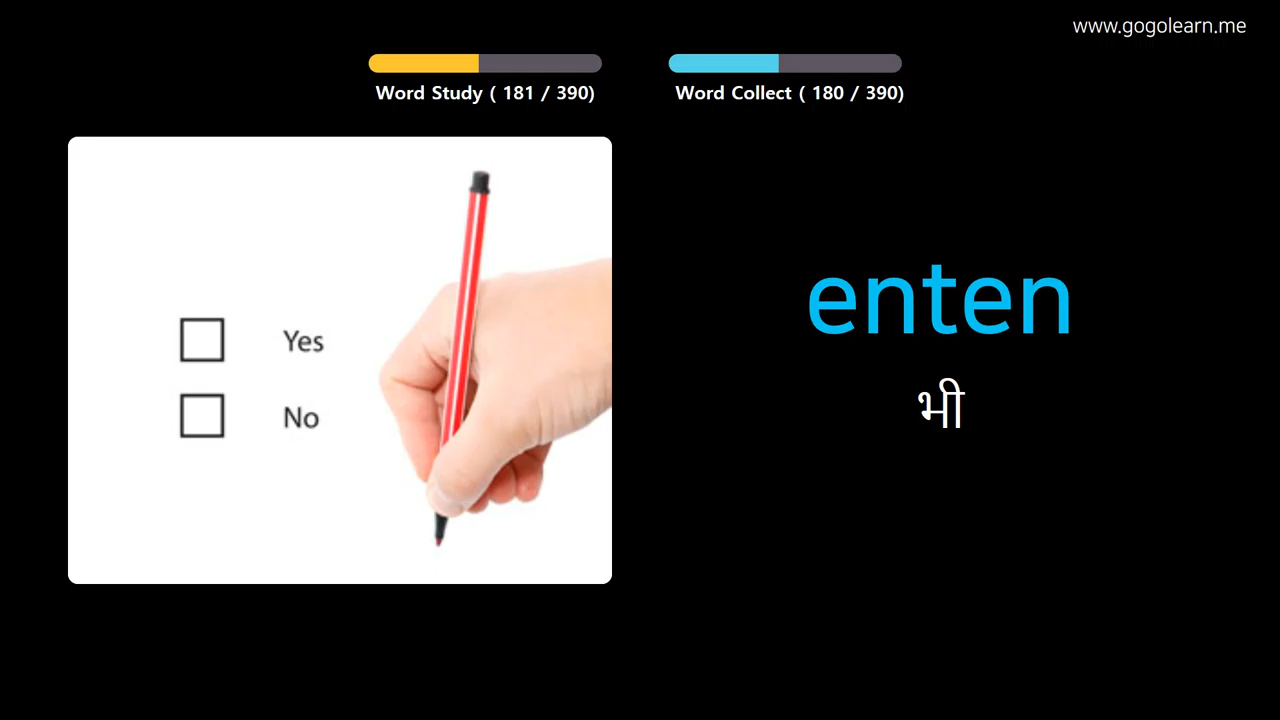 www.gogolearn.me
Word Study ( 181 / 390)
Word Collect ( 180 / 390)
Yes
No
enten
भी